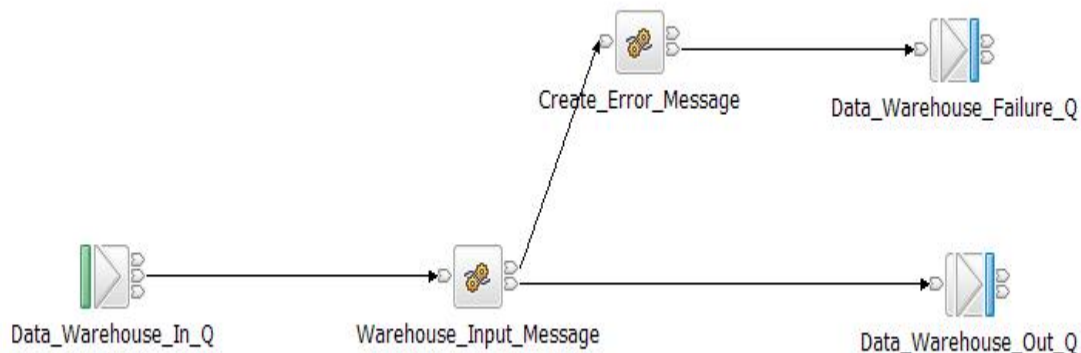 Create_Error_Message
Data_Warehouse_Failure_Q
Data_Warehouse_In_Q
Warehouse_Input_Message
Data_Warehouse_Out_Q